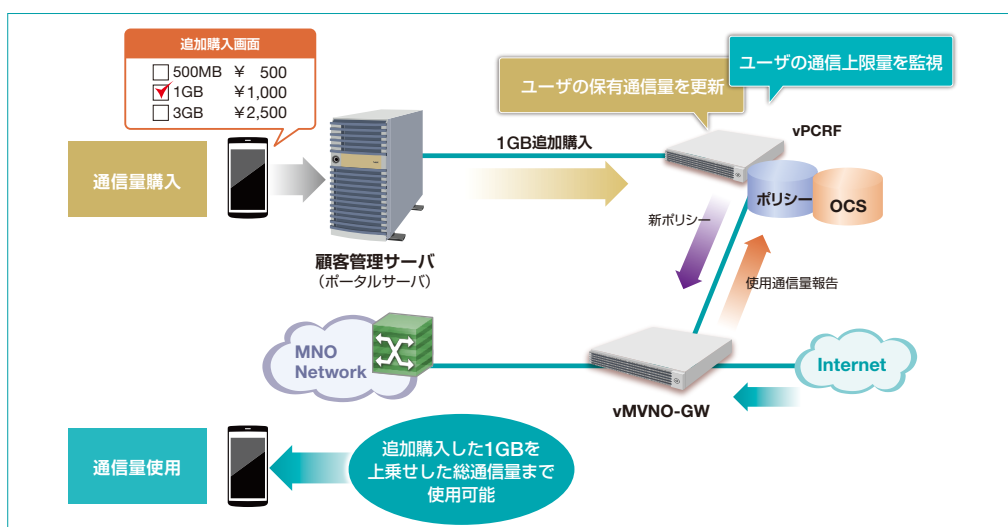 追加購入画面
500MB ¥ 500
1GB ¥1,000
3GB ¥2,500
ユーザの通信上限量を監視
ユーザの保有通信量を更新
vPCRF
1GB追加購入
通信量購入
ポリシー
OCS
新ポリシー
顧客管理サーバ
（ポータルサーバ）
使用通信量報告
MNO
Network
Internet
vMVNO-GW
通信量使用
追加購入した1GBを
上乗せした総通信量まで
使用可能